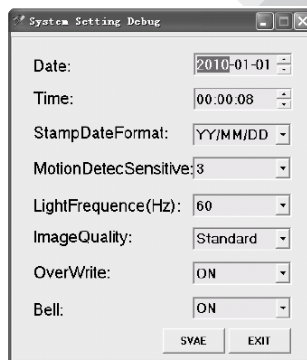 System Setting Debug
Date: 2010-01-01
Time: 00:00:08
StampDateFormat: YY/MM/DD
MotionDetecSensitive: 3
LightFrequence(Hz): 60
ImageQuality: Standard
OverWrite: ON
Bell: ON
SVAE EXIT